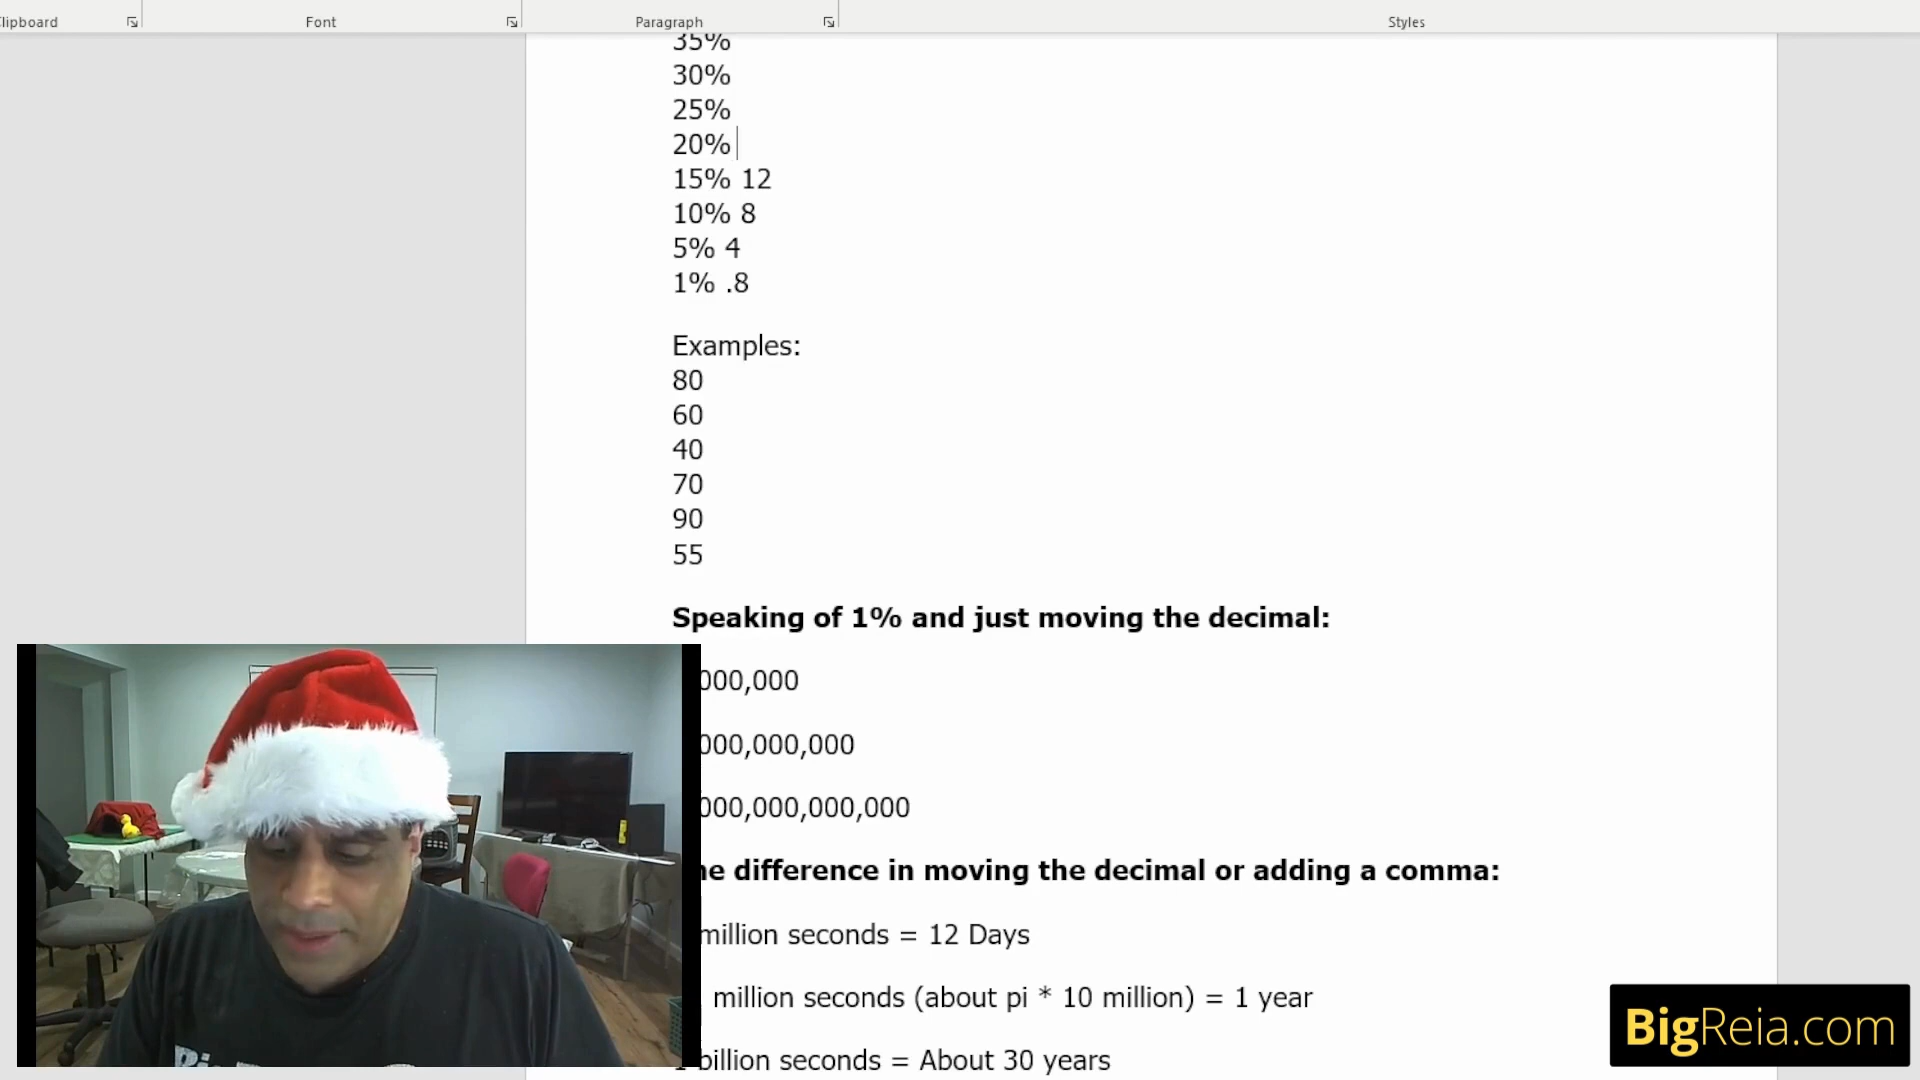 lipboard Font Paragraph Styles
35%
30%
25%
20%
15% 12
10% 8
5% 4
1% .8
Examples:
80
60
40
70
90
55
Speaking of 1% and just moving the decimal:
000,000
000,000,000
000,000,000,000
he difference in moving the decimal or adding a comma:
million seconds = 12 Days
million seconds (about pi * 10 million) = 1 year
billion seconds = About 30 years
BigReia.com